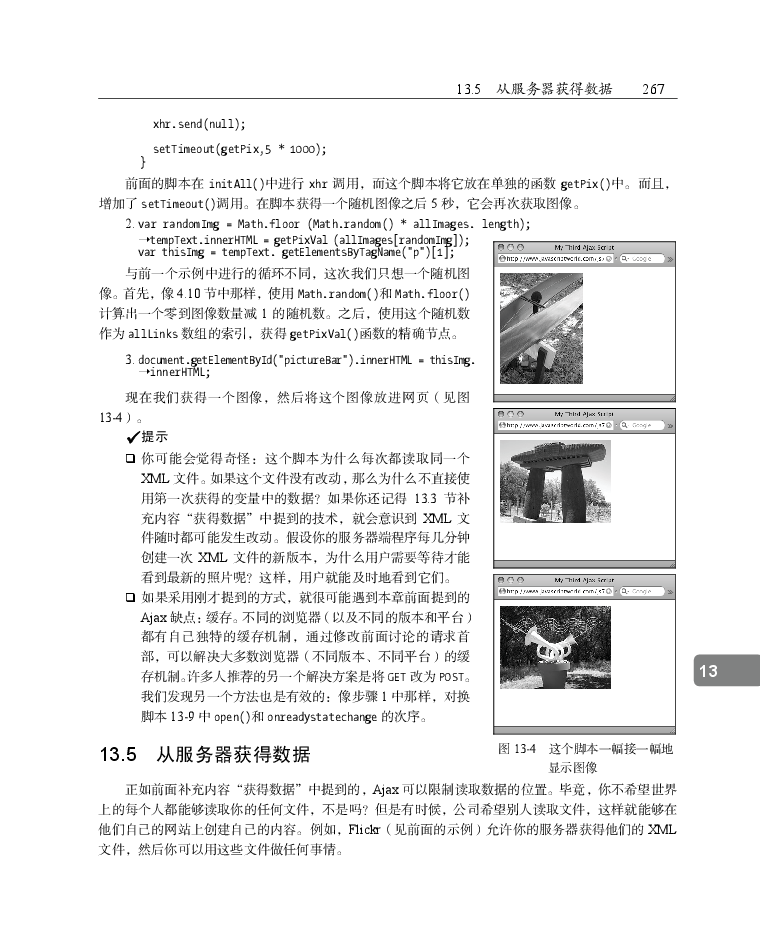 13.5 从服务器获得数据 267
xhr.send(null);
setTimeout(getPix,5 * 1000);
}
前面的脚本在 initAll()中进行 xhr 调用，而这个脚本将它放在单独的函数 getPix()中。而且，
增加了 setTimeout()调用。在脚本获得一个随机图像之后 5 秒，它会再次获取图像。
2. var randomImg = Math.floor (Math.random() * allImages. length);
→tempText.innerHTML = getPixVal (allImages[randomImg]);
var thisImg = tempText. getElementsByTagName("p")[1];
与前一个示例中进行的循环不同，这次我们只想一个随机图
像。首先，像 4.10 节中那样，使用 Math.random()和 Math.floor()
计算出一个零到图像数量减 1 的随机数。之后，使用这个随机数
作为 allLinks 数组的索引，获得 getPixVal()函数的精确节点。
3. document.getElementById("pictureBar").innerHTML = thisImg.
→innerHTML;
现在我们获得一个图像，然后将这个图像放进网页（见图
13-4）。
✓提示
❑ 你可能会觉得奇怪：这个脚本为什么每次都读取同一个
XML 文件。如果这个文件没有改动，那么为什么不直接使
用第一次获得的变量中的数据？如果你还记得 13.3 节补
充内容“获得数据”中提到的技术，就会意识到 XML 文
件随时都可能发生改动。假设你的服务器端程序每几分钟
创建一次 XML 文件的新版本，为什么用户需要等待才能
看到最新的照片呢？这样，用户就能及时地看到它们。
❑ 如果采用刚才提到的方式，就很可能遇到本章前面提到的
Ajax 缺点：缓存。不同的浏览器（以及不同的版本和平台）
都有自己独特的缓存机制，通过修改前面讨论的请求首
部，可以解决大多数浏览器（不同版本、不同平台）的缓
存机制。许多人推荐的另一个解决方案是将 GET 改为 POST。
我们发现另一个方法也是有效的：像步骤 1 中那样，对换
脚本 13-9 中 open()和 onreadystatechange 的次序。
My Third Ajax Script
http://www.javascriptworld.com/js7
Google
My Third Ajax Script
http://www.javascriptworld.com/js7
Google
My Third Ajax Script
http://www.javascriptworld.com/js7
Google
图 13-4 这个脚本一幅接一幅地
显示图像
13
13.5 从服务器获得数据
正如前面补充内容“获得数据”中提到的，Ajax 可以限制读取数据的位置。毕竟，你不希望世界
上的每个人都能够读取你的任何文件，不是吗？但是有时候，公司希望别人读取文件，这样就能够在
他们自己的网站上创建自己的内容。例如，Flickr（见前面的示例）允许你的服务器获得他们的 XML
文件，然后你可以用这些文件做任何事情。